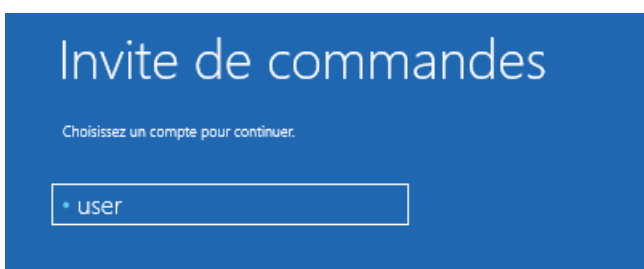 Invite de commandes
Choisissez un compte pour continuer.
user